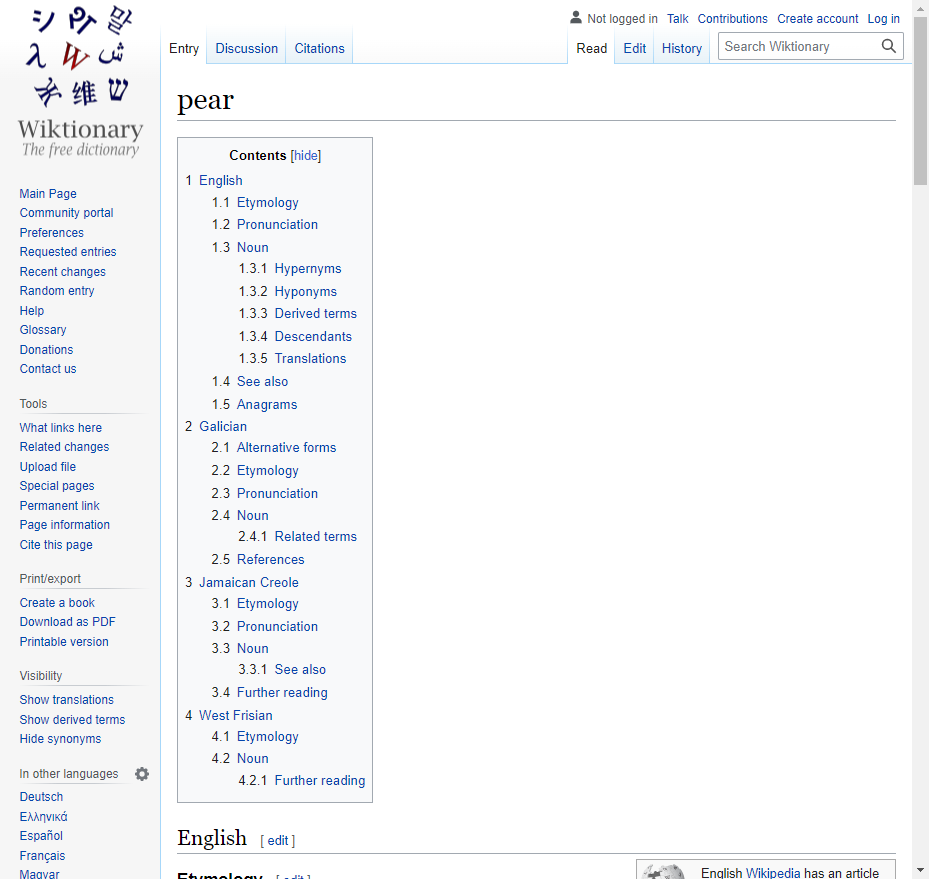 Not logged in Talk Contributions Create account Log in
Entry Discussion Citations Read Edit History Search Wiktionary
Wiktionary
The free dictionary
Main Page
Community portal
Preferences
Requested entries
Recent changes
Random entry
Help
Glossary
Donations
Contact us
Tools
What links here
Related changes
Upload file
Special pages
Permanent link
Page information
Cite this page
Print/export
Create a book
Download as PDF
Printable version
Visibility
Show translations
Show derived terms
Hide synonyms
In other languages
Deutsch
Ελληνικά
Español
Français
Magyar
pear
Contents [hide]
1 English
1.1 Etymology
1.2 Pronunciation
1.3 Noun
1.3.1 Hypernyms
1.3.2 Hyponyms
1.3.3 Derived terms
1.3.4 Descendants
1.3.5 Translations
1.4 See also
1.5 Anagrams
2 Galician
2.1 Alternative forms
2.2 Etymology
2.3 Pronunciation
2.4 Noun
2.4.1 Related terms
2.5 References
3 Jamaican Creole
3.1 Etymology
3.2 Pronunciation
3.3 Noun
3.3.1 See also
3.4 Further reading
4 West Frisian
4.1 Etymology
4.2 Noun
4.2.1 Further reading
English [ edit ]
Etymology [ edit ]
English Wikipedia has an article